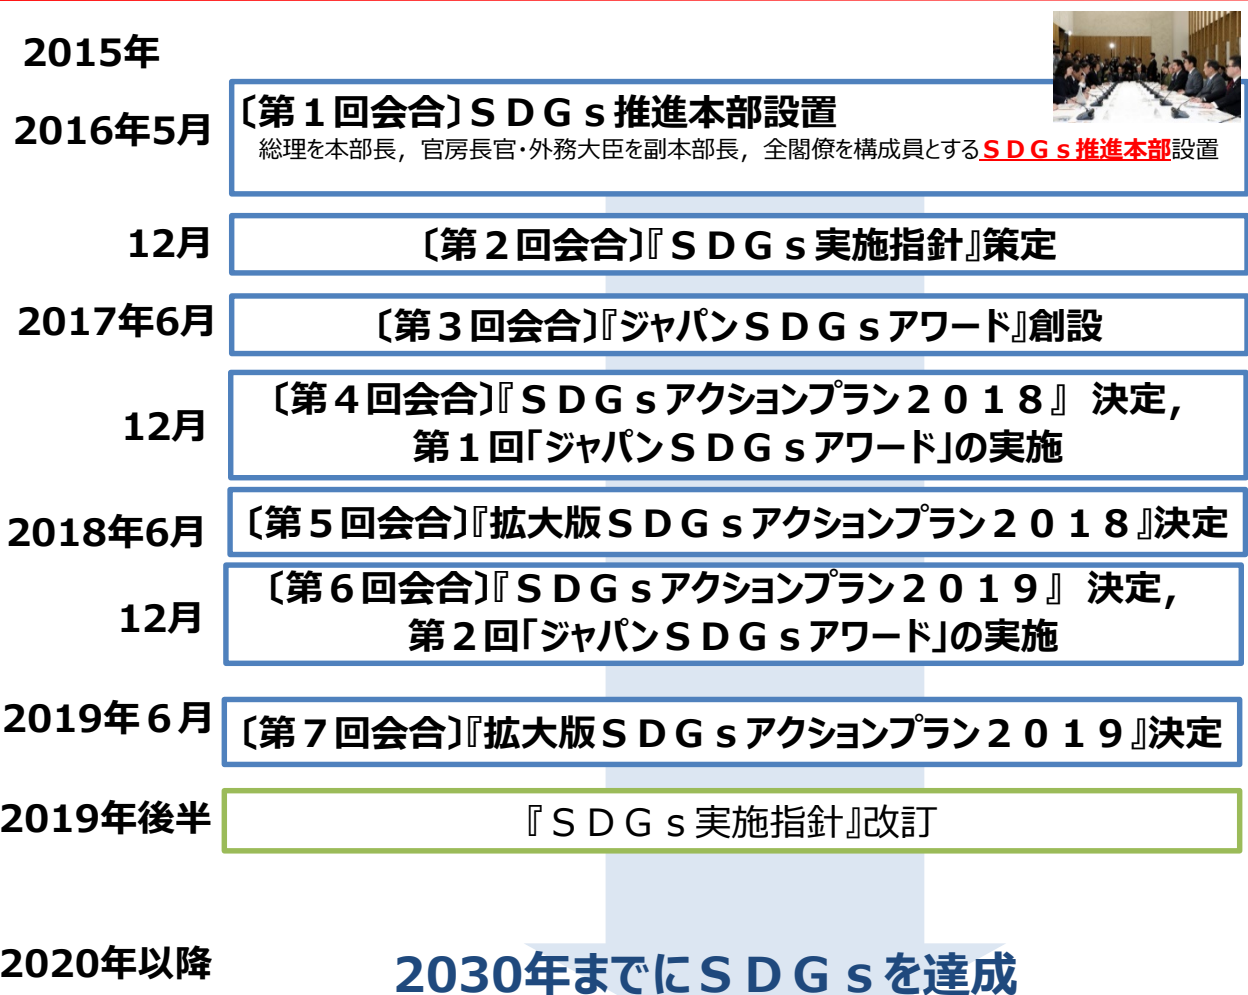 2015年
2016年5月
〔第１回会合〕ＳＤＧｓ推進本部設置
総理を本部長，官房長官・外務大臣を副本部長，全閣僚を構成員とするＳＤＧｓ推進本部設置
12月
〔第２回会合〕『ＳＤＧｓ実施指針』策定
2017年6月
〔第３回会合〕『ジャパンＳＤＧｓアワード』創設
12月
〔第４回会合〕『ＳＤＧｓアクションプラン２０１８』 決定，
第１回「ジャパンＳＤＧｓアワード」の実施
2018年6月
〔第５回会合〕『拡大版ＳＤＧｓアクションプラン２０１８』決定
12月
〔第６回会合〕『ＳＤＧｓアクションプラン２０１９』 決定，
第２回「ジャパンＳＤＧｓアワード」の実施
2019年６月
〔第７回会合〕『拡大版ＳＤＧｓアクションプラン２０１９』決定
2019年後半
『ＳＤＧｓ実施指針』改訂
2020年以降
2030年までにＳＤＧｓを達成